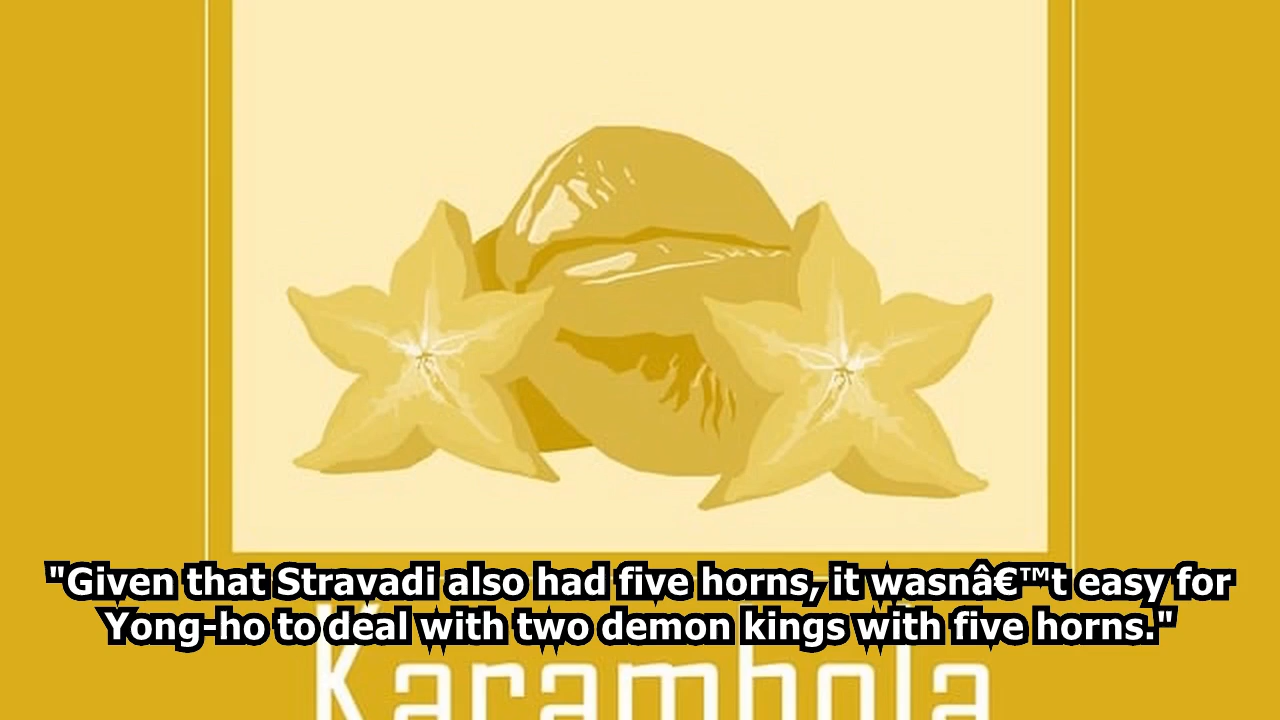 "Given that Stravadi also had five horns, it wasnâ€™t easy for
Yong-ho to deal with two demon kings with five horns."
Karambola